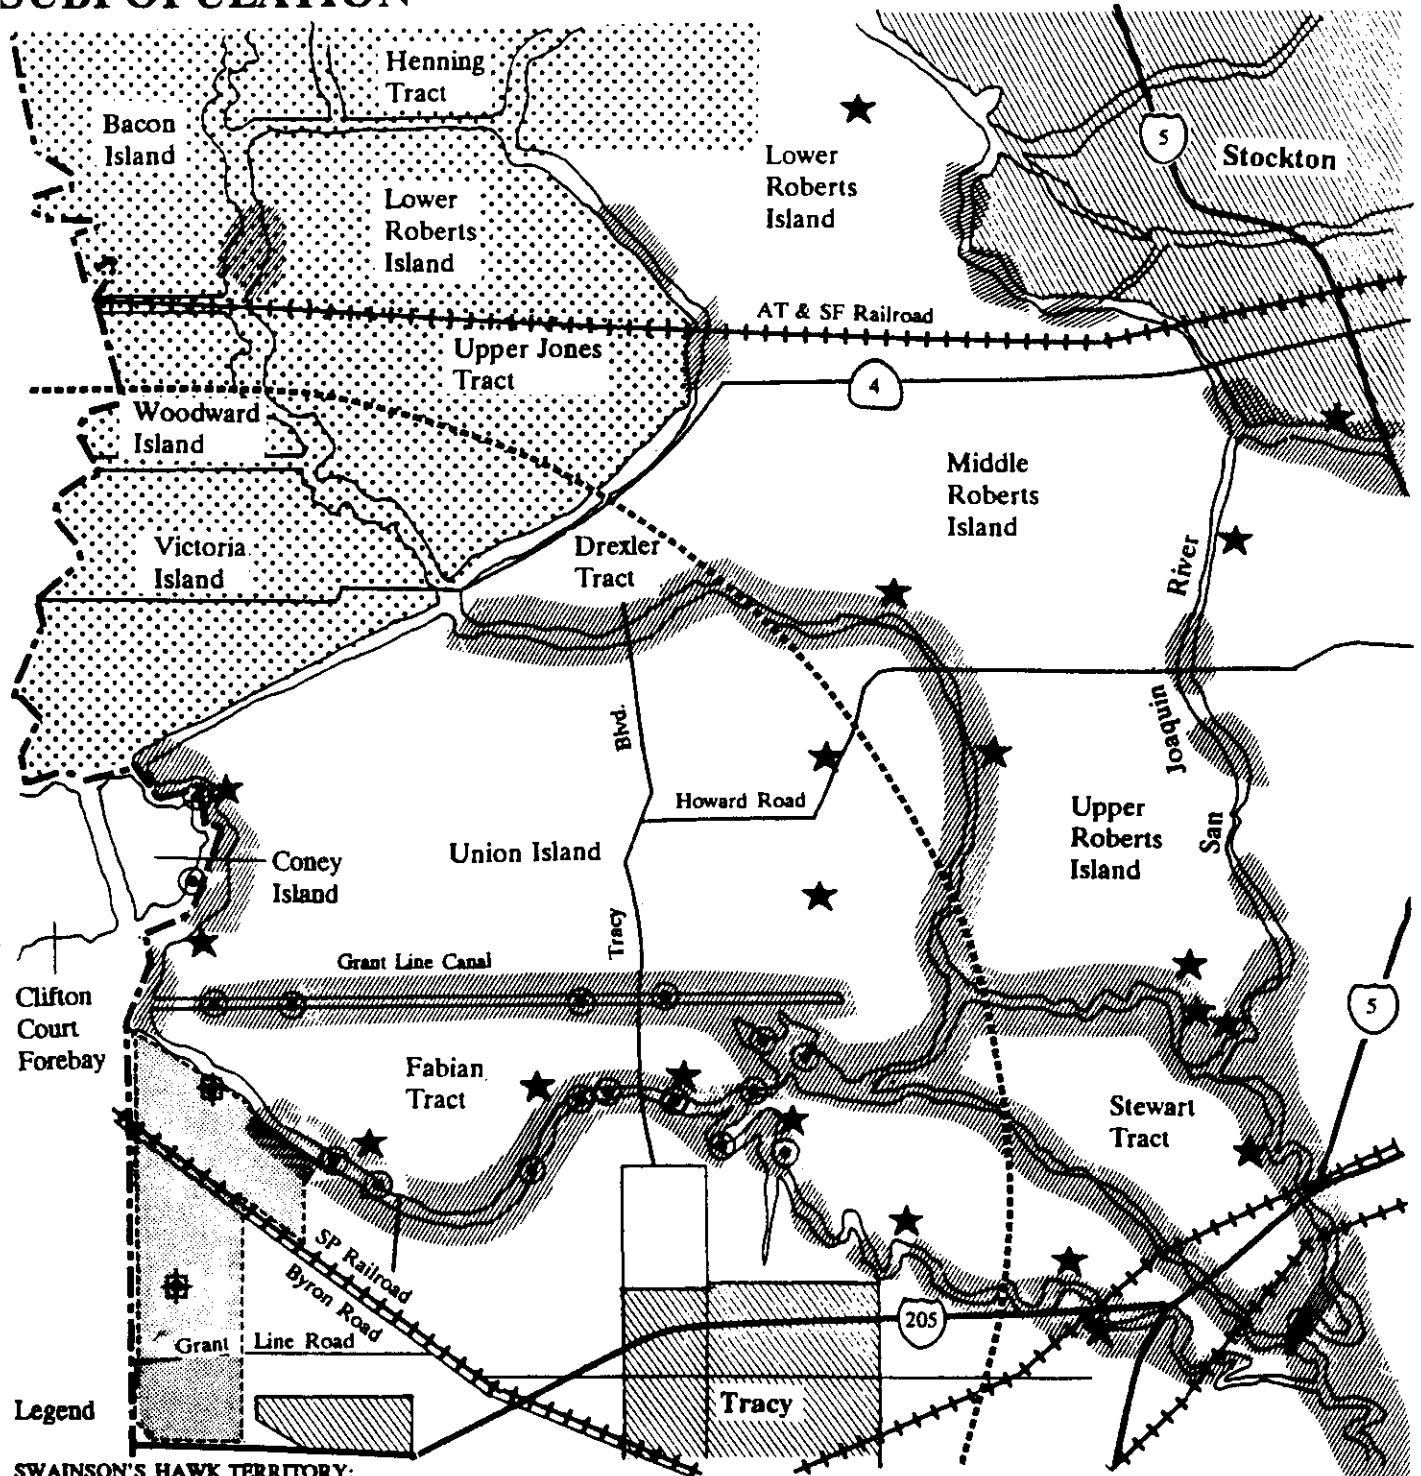 SUBPOPULATION
Henning
Tract
Bacon
Island
Lower
Roberts
Island
Lower
Roberts
Island
5
Stockton
AT & SF Railroad
Upper Jones
Tract
4
Woodward
Island
Middle
Roberts
Island
Victoria
Island
Drexler
Tract
River
Joaquin
San
Blvd.
Howard Road
Upper
Roberts
Island
Union Island
Coney
Island
Tracy
Grant Line Canal
Clifton
Court
Forebay
5
Fabian
Tract
Stewart
Tract
SP Railroad
Byron Road
205
Grant Line Road
Legend
Tracy
SWAINSON'S HAWK TERRITORY: